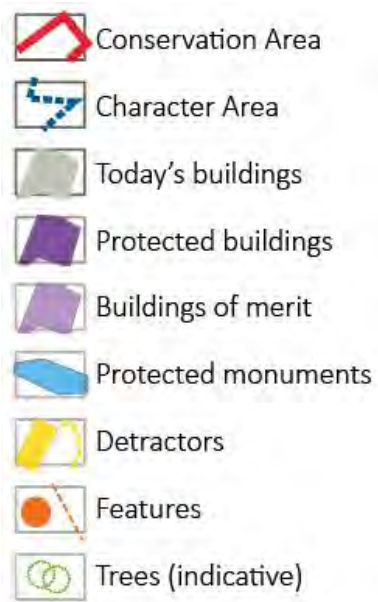 Conservation Area
Character Area
Today's buildings
Protected buildings
Buildings of merit
Protected monuments
Detractors
Features
Trees (indicative)